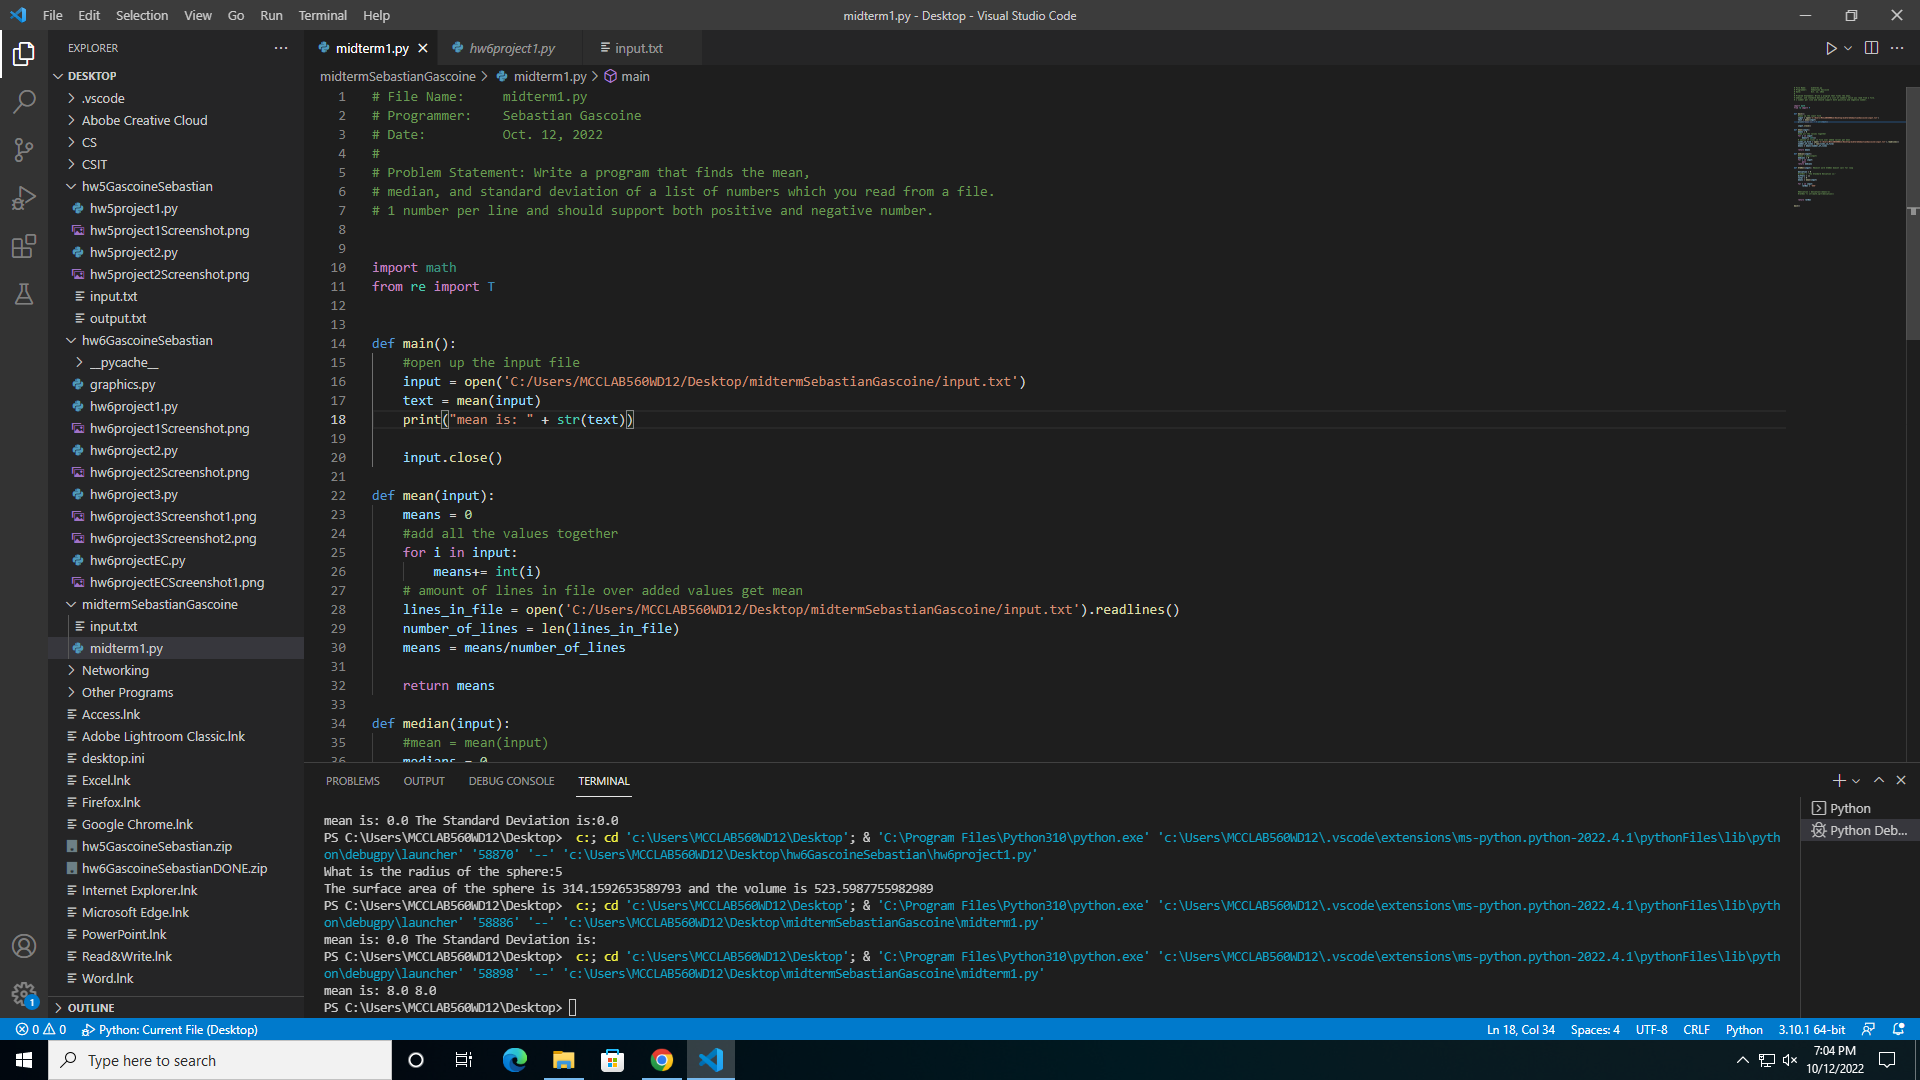 File Edit Selection View Go Run Terminal Help
midterm1.py - Desktop - Visual Studio Code
EXPLORER
DESKTOP
.vscode
Abobe Creative Cloud
CS
CSIT
hw5GascoineSebastian
hw5project1.py
hw5project1Screenshot.png
hw5project2.py
hw5project2Screenshot.png
input.txt
output.txt
hw6GascoineSebastian
__pycache__
graphics.py
hw6project1.py
hw6project1Screenshot.png
hw6project2.py
hw6project2Screenshot.png
hw6project3.py
hw6project3Screenshot1.png
hw6project3Screenshot2.png
hw6projectEC.py
hw6projectECScreenshot1.png
midtermSebastianGascoine
input.txt
midterm1.py
Networking
Other Programs
Access.lnk
Adobe Lightroom Classic.lnk
desktop.ini
Excel.lnk
Firefox.lnk
Google Chrome.lnk
hw5GascoineSebastian.zip
hw6GascoineSebastianDONE.zip
Internet Explorer.lnk
Microsoft Edge.lnk
PowerPoint.lnk
Read&Write.lnk
Word.lnk
OUTLINE
midterm1.py hw6project1.py input.txt
midtermSebastianGascoine > midterm1.py > main
1 # File Name: midterm1.py
2 # Programmer: Sebastian Gascoine
3 # Date: Oct. 12, 2022
4 #
5 # Problem Statement: Write a program that finds the mean,
6 # median, and standard deviation of a list of numbers which you read from a file.
7 # 1 number per line and should support both positive and negative number.
8
9
10 import math
11 from re import T
12
13
14 def main():
15 #open up the input file
16 input = open('C:/Users/MCCLAB560WD12/Desktop/midtermSebastianGascoine/input.txt')
17 text = mean(input)
18 print("mean is: " + str(text))
19
20 input.close()
21
22 def mean(input):
23 means = 0
24 #add all the values together
25 for i in input:
26 means+= int(i)
27 # amount of lines in file over added values get mean
28 lines_in_file = open('C:/Users/MCCLAB560WD12/Desktop/midtermSebastianGascoine/input.txt').readlines()
29 number_of_lines = len(lines_in_file)
30 means = means/number_of_lines
31
32 return means
33
34 def median(input):
35 #mean = mean(input)
36 medians = 0
PROBLEMS OUTPUT DEBUG CONSOLE TERMINAL
mean is: 0.0 The Standard Deviation is:0.0
PS C:\Users\MCCLAB560WD12\Desktop> c:; cd 'c:\Users\MCCLAB560WD12\Desktop'; & 'C:\Program Files\Python310\python.exe' 'c:\Users\MCCLAB560WD12\.vscode\extensions\ms-python.python-2022.4.1\pythonFiles\lib\pyth
on\debugpy\launcher' '58870' '--' 'c:\Users\MCCLAB560WD12\Desktop\hw6GascoineSebastian\hw6project1.py'
What is the radius of the sphere:5
The surface area of the sphere is 314.1592653589793 and the volume is 523.5987755982989
PS C:\Users\MCCLAB560WD12\Desktop> c:; cd 'c:\Users\MCCLAB560WD12\Desktop'; & 'C:\Program Files\Python310\python.exe' 'c:\Users\MCCLAB560WD12\.vscode\extensions\ms-python.python-2022.4.1\pythonFiles\lib\pyth
on\debugpy\launcher' '58886' '--' 'c:\Users\MCCLAB560WD12\Desktop\midtermSebastianGascoine\midterm1.py'
mean is: 0.0 The Standard Deviation is:
PS C:\Users\MCCLAB560WD12\Desktop> c:; cd 'c:\Users\MCCLAB560WD12\Desktop'; & 'C:\Program Files\Python310\python.exe' 'c:\Users\MCCLAB560WD12\.vscode\extensions\ms-python.python-2022.4.1\pythonFiles\lib\pyth
on\debugpy\launcher' '58898' '--' 'c:\Users\MCCLAB560WD12\Desktop\midtermSebastianGascoine\midterm1.py'
mean is: 8.0 8.0
PS C:\Users\MCCLAB560WD12\Desktop>
Python
Python Deb...
1
0 0 Python: Current File (Desktop)
Ln 18, Col 34 Spaces: 4 UTF-8 CRLF Python 3.10.1 64-bit
Type here to search
7:04 PM
10/12/2022